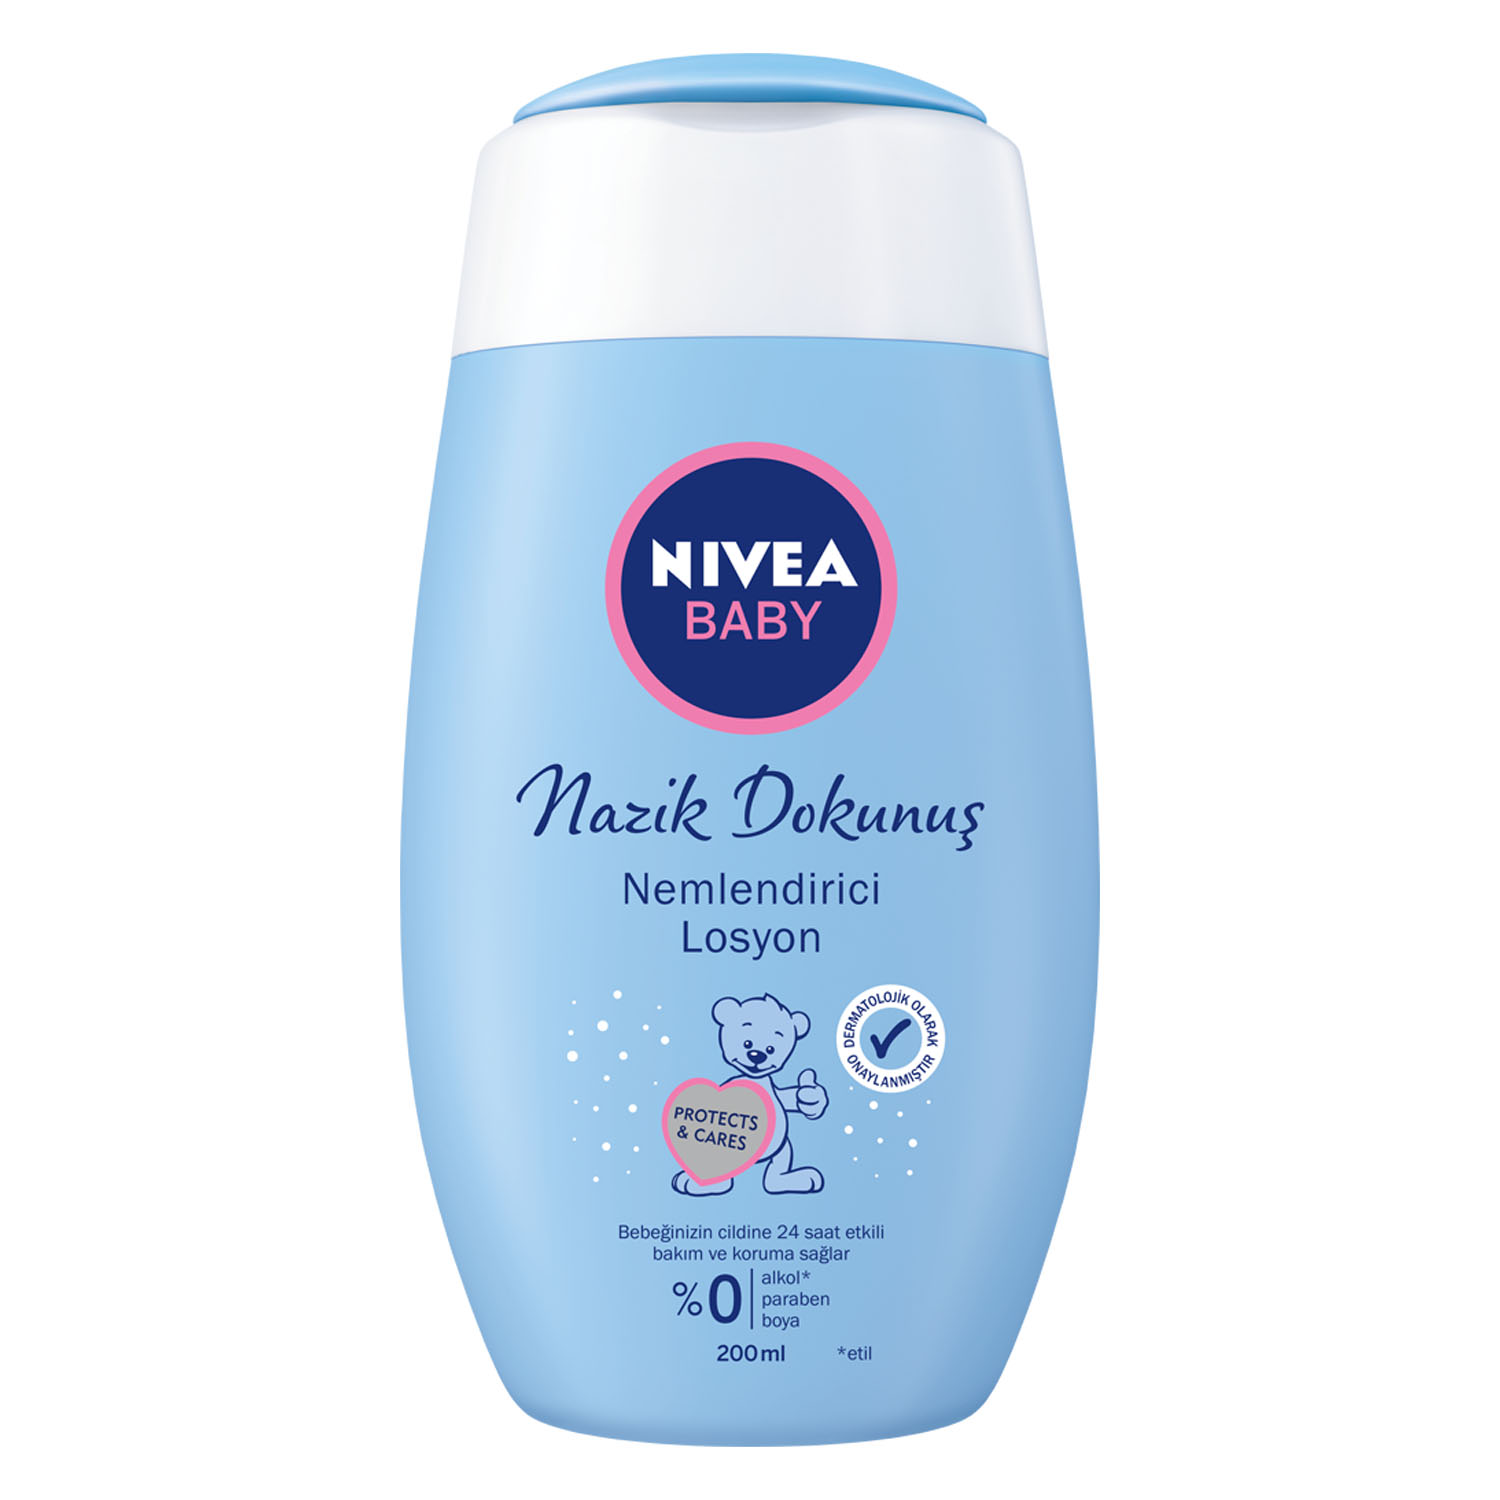 NIVEA
BABY
Nazik Dokunuş
Nemlendirici
Losyon
DERMATOLOJİK OLARAK
ONAYLANMIŞTIR
PROTECTS
& CARES
Bebeğinizin cildine 24 saat etkili
bakım ve koruma sağlar
%0
alkol*
paraben
boya
200ml
*etil